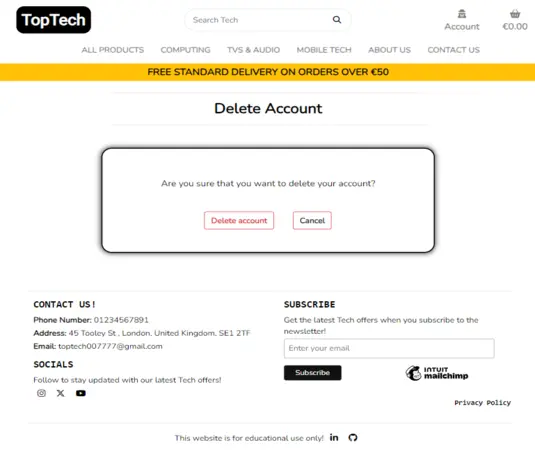 TopTech
Search Tech
Account
€0.00
ALL PRODUCTS COMPUTING TVS & AUDIO MOBILE TECH ABOUT US CONTACT US
FREE STANDARD DELIVERY ON ORDERS OVER €50
Delete Account
Are you sure that you want to delete your account?
Delete account Cancel
CONTACT US!
Phone Number: 01234567891
Address: 45 Tooley St , London. United Kingdom. SE1 2TF
Email: toptech007777@gmail.com
SOCIALS
Follow to stay updated with our latest Tech offers!
SUBSCRIBE
Get the latest Tech offers when you subscribe to the
newsletter!
Enter your email
Subscribe
INTUIT
mailchimp
Privacy Policy
This website is for educational use only!